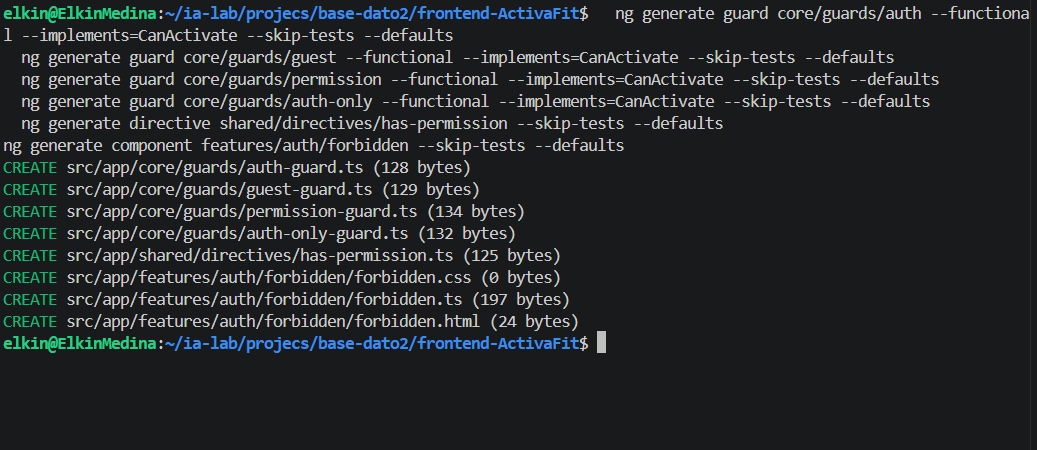 elkin@ElkinMedina:~/ia-lab/projecs/base-dato2/frontend-ActivaFit$   ng generate guard core/guards/auth --functiona
l --implements=CanActivate --skip-tests --defaults
  ng generate guard core/guards/guest --functional --implements=CanActivate --skip-tests --defaults
  ng generate guard core/guards/permission --functional --implements=CanActivate --skip-tests --defaults
  ng generate guard core/guards/auth-only --functional --implements=CanActivate --skip-tests --defaults
  ng generate directive shared/directives/has-permission --skip-tests --defaults
ng generate component features/auth/forbidden --skip-tests --defaults
CREATE src/app/core/guards/auth-guard.ts (128 bytes)
CREATE src/app/core/guards/guest-guard.ts (129 bytes)
CREATE src/app/core/guards/permission-guard.ts (134 bytes)
CREATE src/app/core/guards/auth-only-guard.ts (132 bytes)
CREATE src/app/shared/directives/has-permission.ts (125 bytes)
CREATE src/app/features/auth/forbidden/forbidden.css (0 bytes)
CREATE src/app/features/auth/forbidden/forbidden.ts (197 bytes)
CREATE src/app/features/auth/forbidden/forbidden.html (24 bytes)
elkin@ElkinMedina:~/ia-lab/projecs/base-dato2/frontend-ActivaFit$